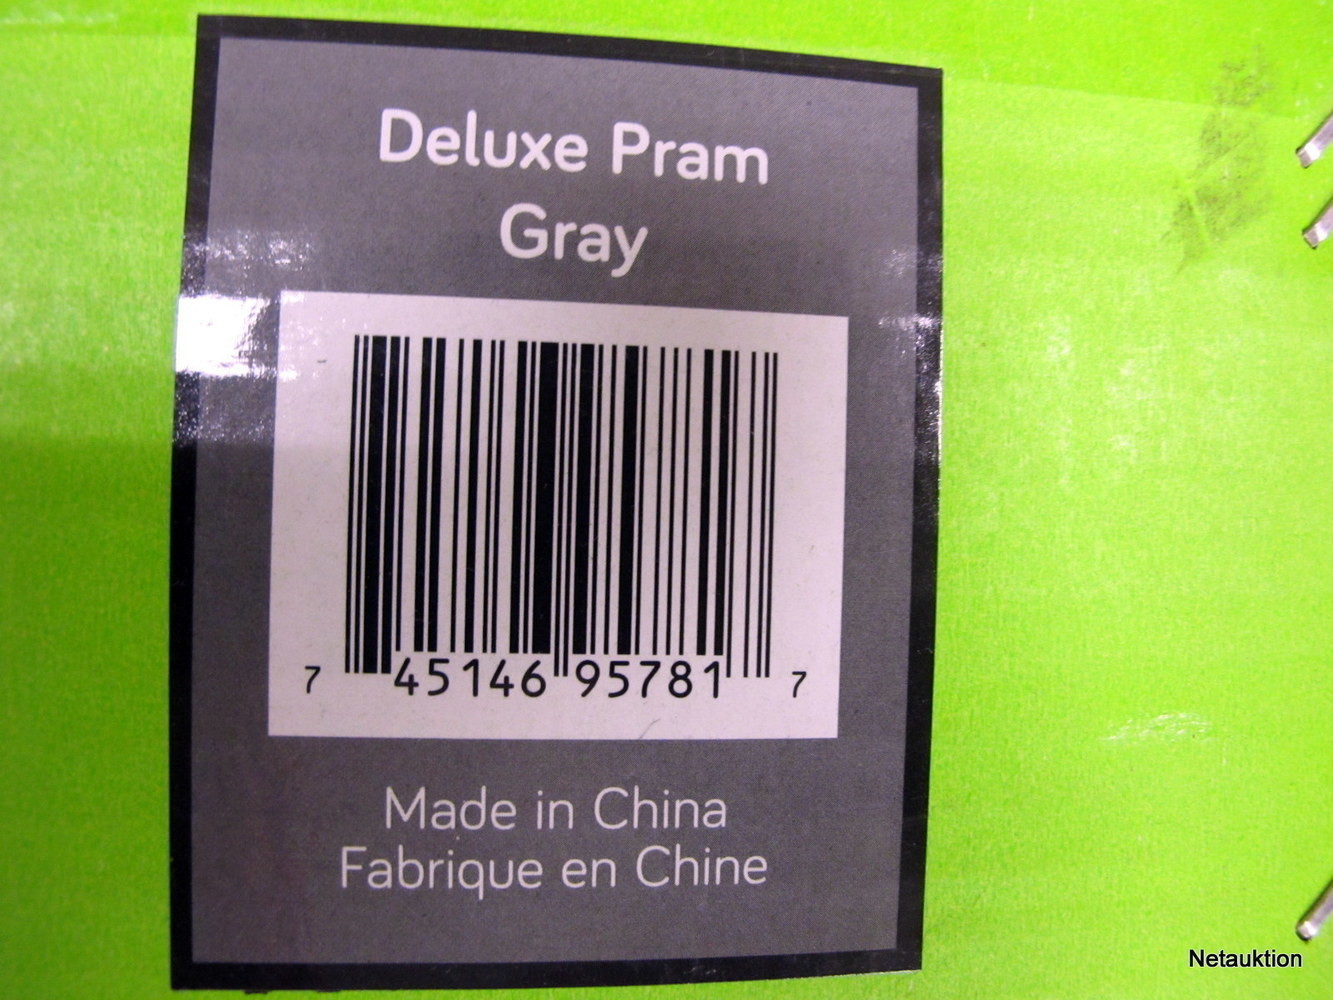 Deluxe Pram
Gray
7 45146 95781 7
Made in China
Fabrique en Chine
Netauktion